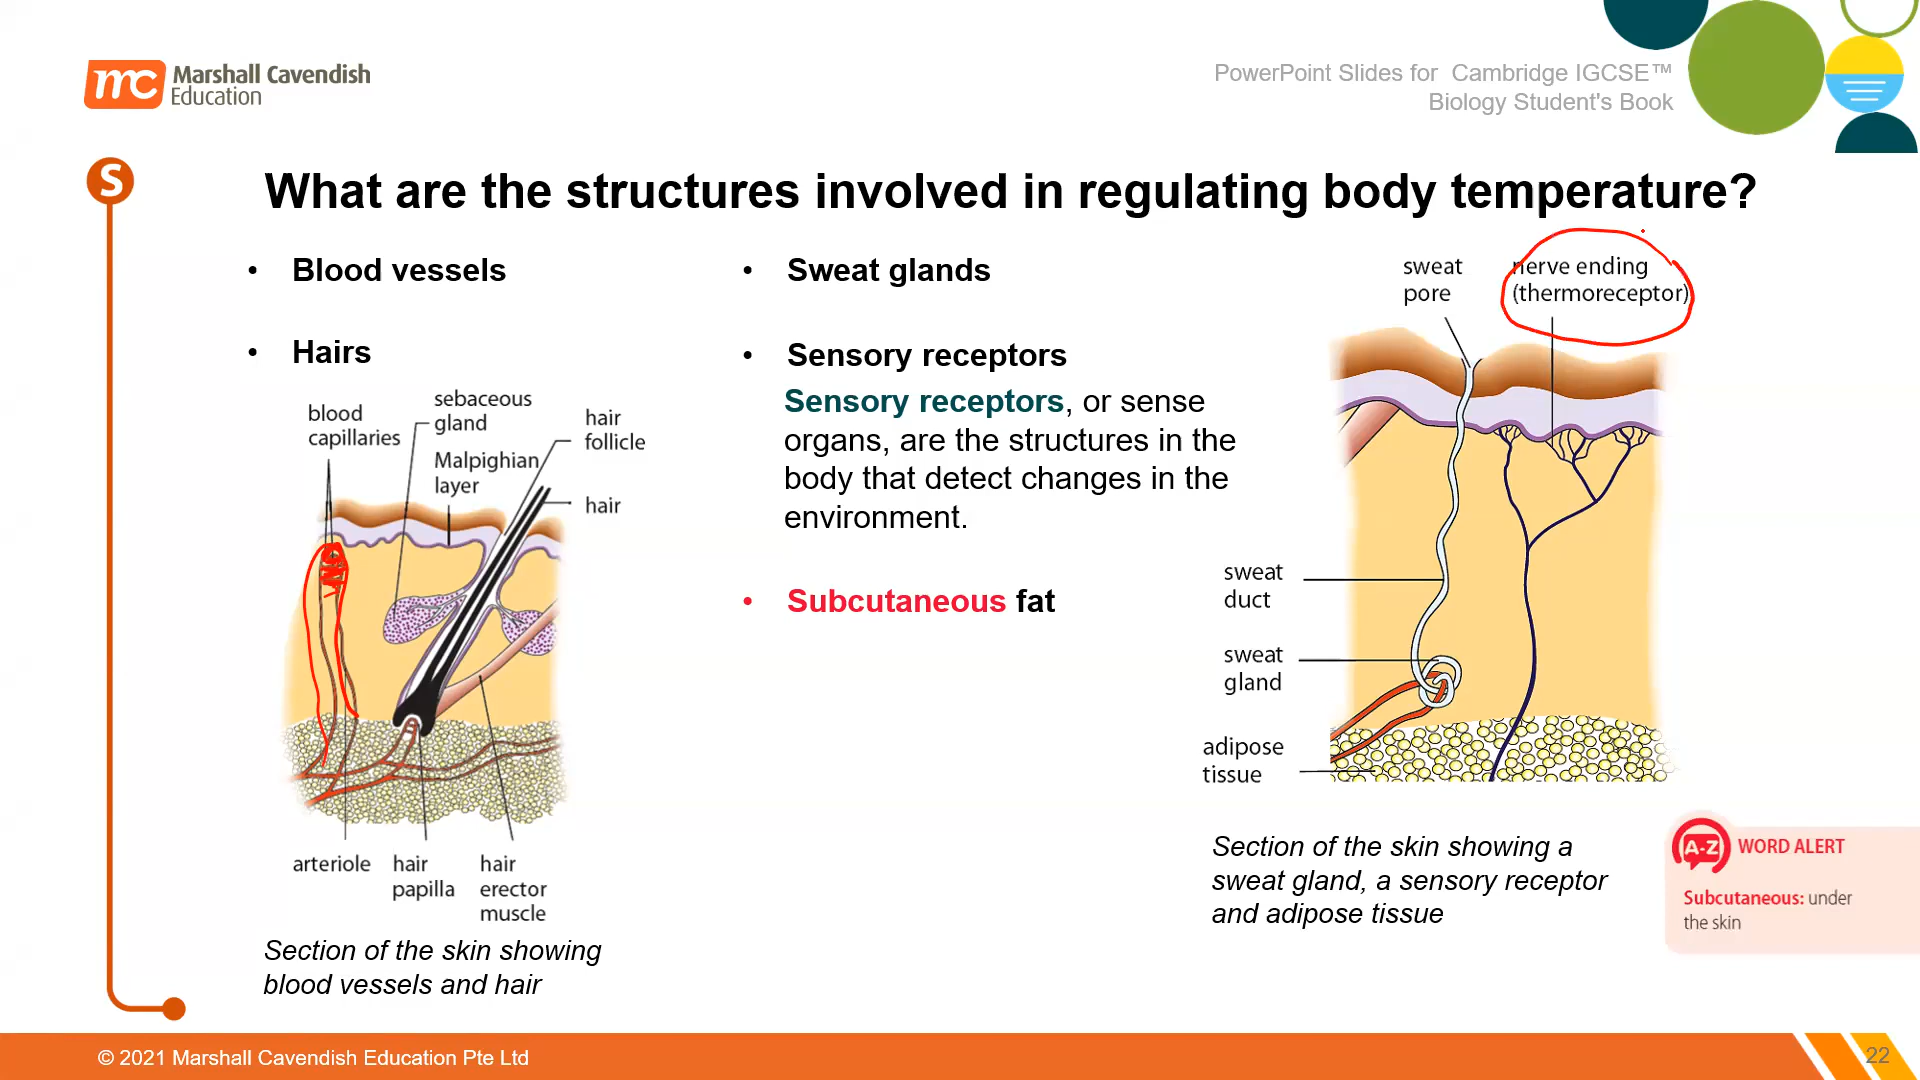 mc Marshall Cavendish
Education
PowerPoint Slides for Cambridge IGCSE™
Biology Student's Book
S
What are the structures involved in regulating body temperature?
• Blood vessels
• Hairs
blood
capillaries
sebaceous
gland
Malpighian
layer
hair
follicle
hair
arteriole
hair
papilla
hair
erector
muscle
Section of the skin showing
blood vessels and hair
• Sweat glands
• Sensory receptors
Sensory receptors, or sense
organs, are the structures in the
body that detect changes in the
environment.
• Subcutaneous fat
sweat
pore
nerve ending
(thermoreceptor)
sweat
duct
sweat
gland
adipose
tissue
Section of the skin showing a
sweat gland, a sensory receptor
and adipose tissue
A-Z WORD ALERT
Subcutaneous: under
the skin
© 2021 Marshall Cavendish Education Pte Ltd
22